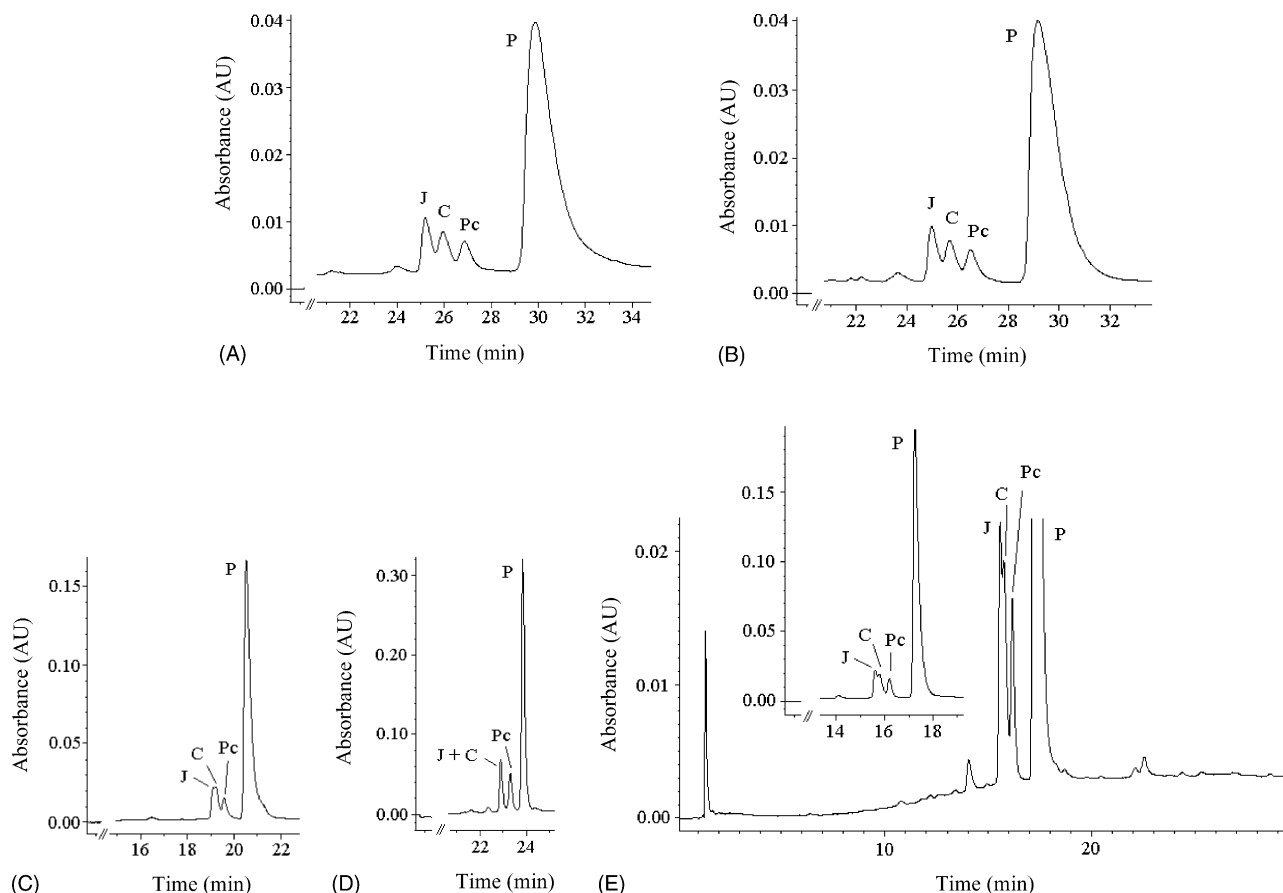 0.04
0.03
0.02
0.01
0.00
Absorbance (AU)
P
J
C
Pc
22
24
26
28
30
32
34
Time (min)
(A)
0.04
0.03
0.02
0.01
0.00
Absorbance (AU)
P
J
C
Pc
22
24
26
28
30
32
Time (min)
(B)
0.15
0.10
0.05
0.00
Absorbance (AU)
P
J
C
Pc
16
18
20
22
Time (min)
(C)
0.30
0.20
0.10
0.00
Absorbance (AU)
P
J + C
Pc
22
24
Time (min)
(D)
0.02
0.01
0.00
Absorbance (AU)
0.15
0.10
0.05
0.00
P
J
C
Pc
14
16
18
J
C
Pc
P
10
20
Time (min)
(E)